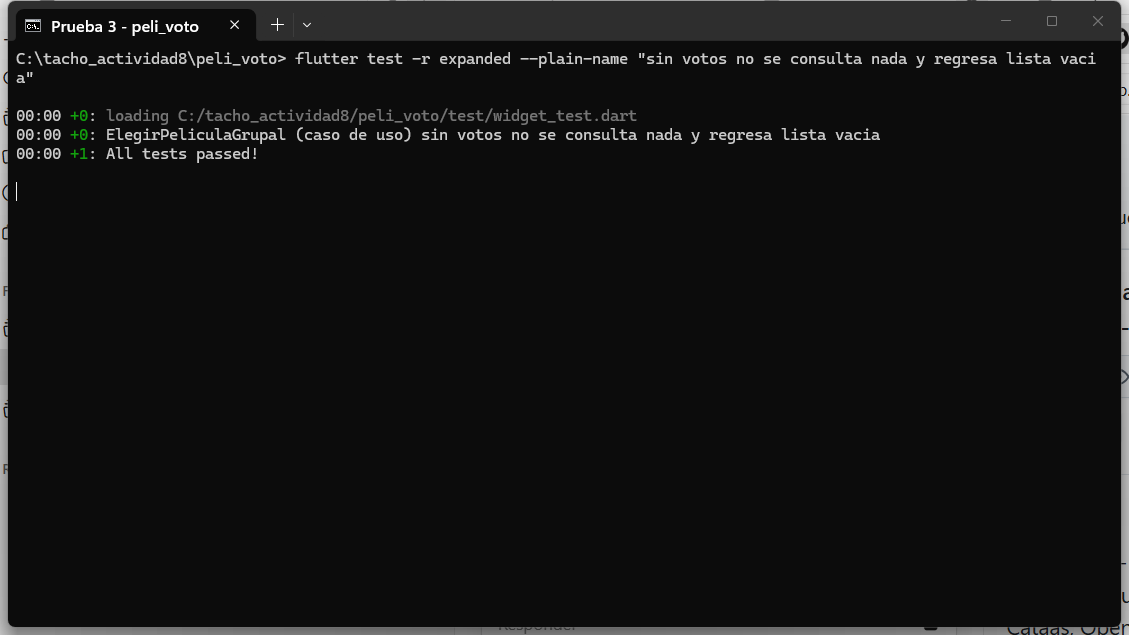 Prueba 3 - peli_voto
C:\tacho_actividad8\peli_voto> flutter test -r expanded --plain-name "sin votos no se consulta nada y regresa lista vaci
a"
00:00 +0: loading C:/tacho_actividad8/peli_voto/test/widget_test.dart
00:00 +0: ElegirPeliculaGrupal (caso de uso) sin votos no se consulta nada y regresa lista vacia
00:00 +1: All tests passed!